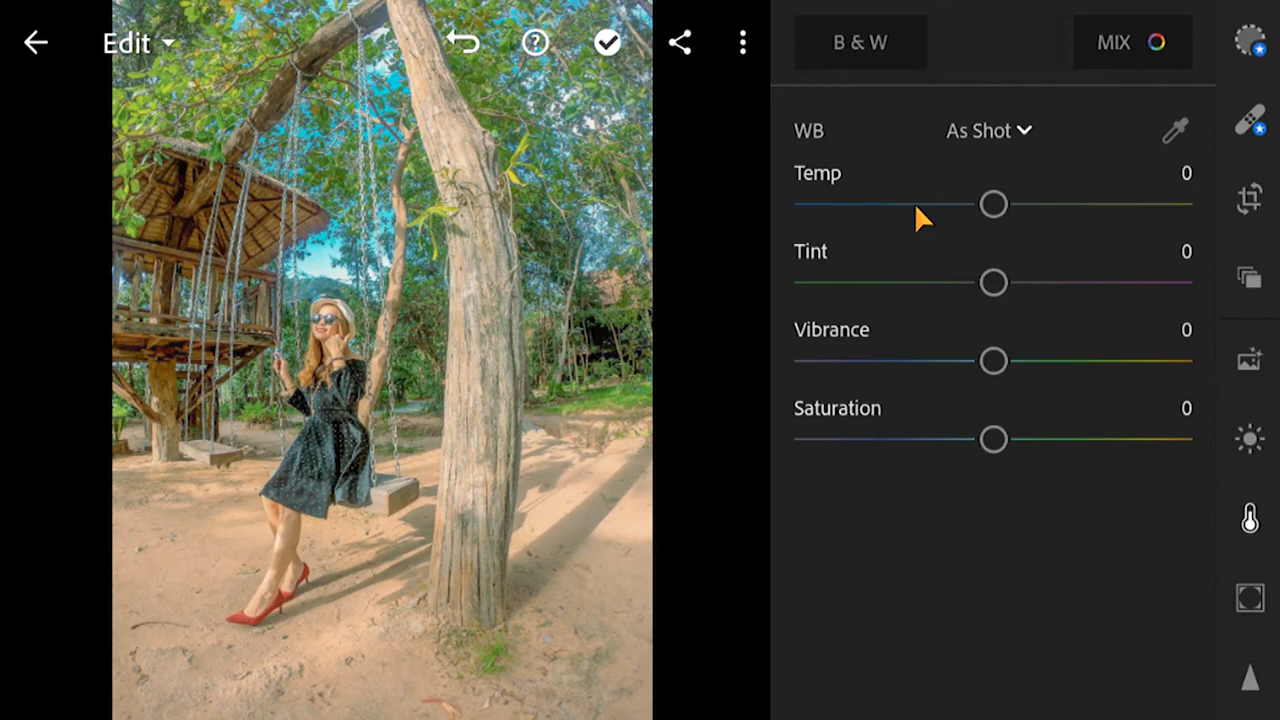 Edit
B & W
MIX
WB
As Shot
Temp
0
Tint
0
Vibrance
0
Saturation
0